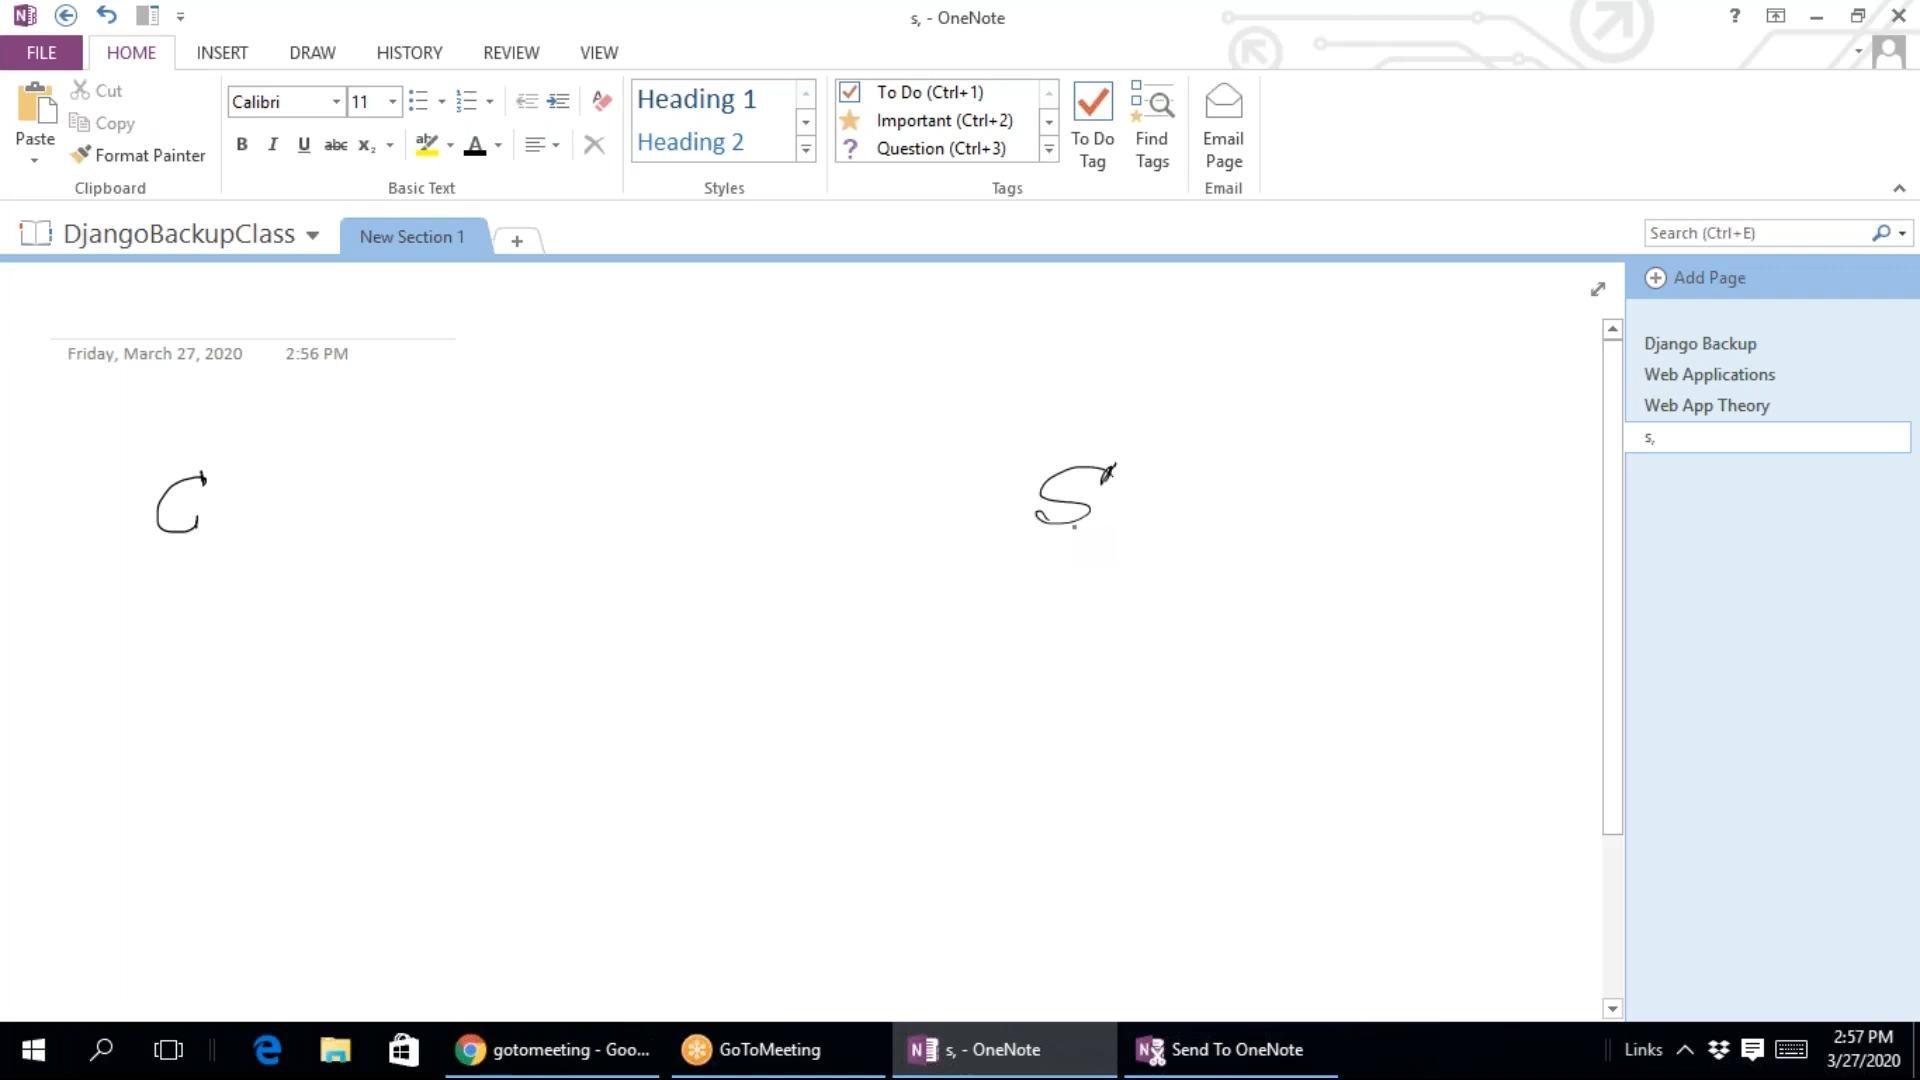 s, - OneNote
?
FILE HOME INSERT DRAW HISTORY REVIEW VIEW
Paste
Cut
Copy
Format Painter
Clipboard
Calibri 11
B I U abc x₂ aby A
Basic Text
Heading 1
Heading 2
Styles
To Do (Ctrl+1)
Important (Ctrl+2)
? Question (Ctrl+3)
Tags
To Do
Tag
Find
Tags
Email
Page
Email
DjangoBackupClass New Section 1 +
Search (Ctrl+E)
Add Page
Friday, March 27, 2020 2:56 PM
Django Backup
Web Applications
Web App Theory
s,
C S
gotomeeting - Goo... GoToMeeting s, - OneNote Send To OneNote Links
2:57 PM
3/27/2020